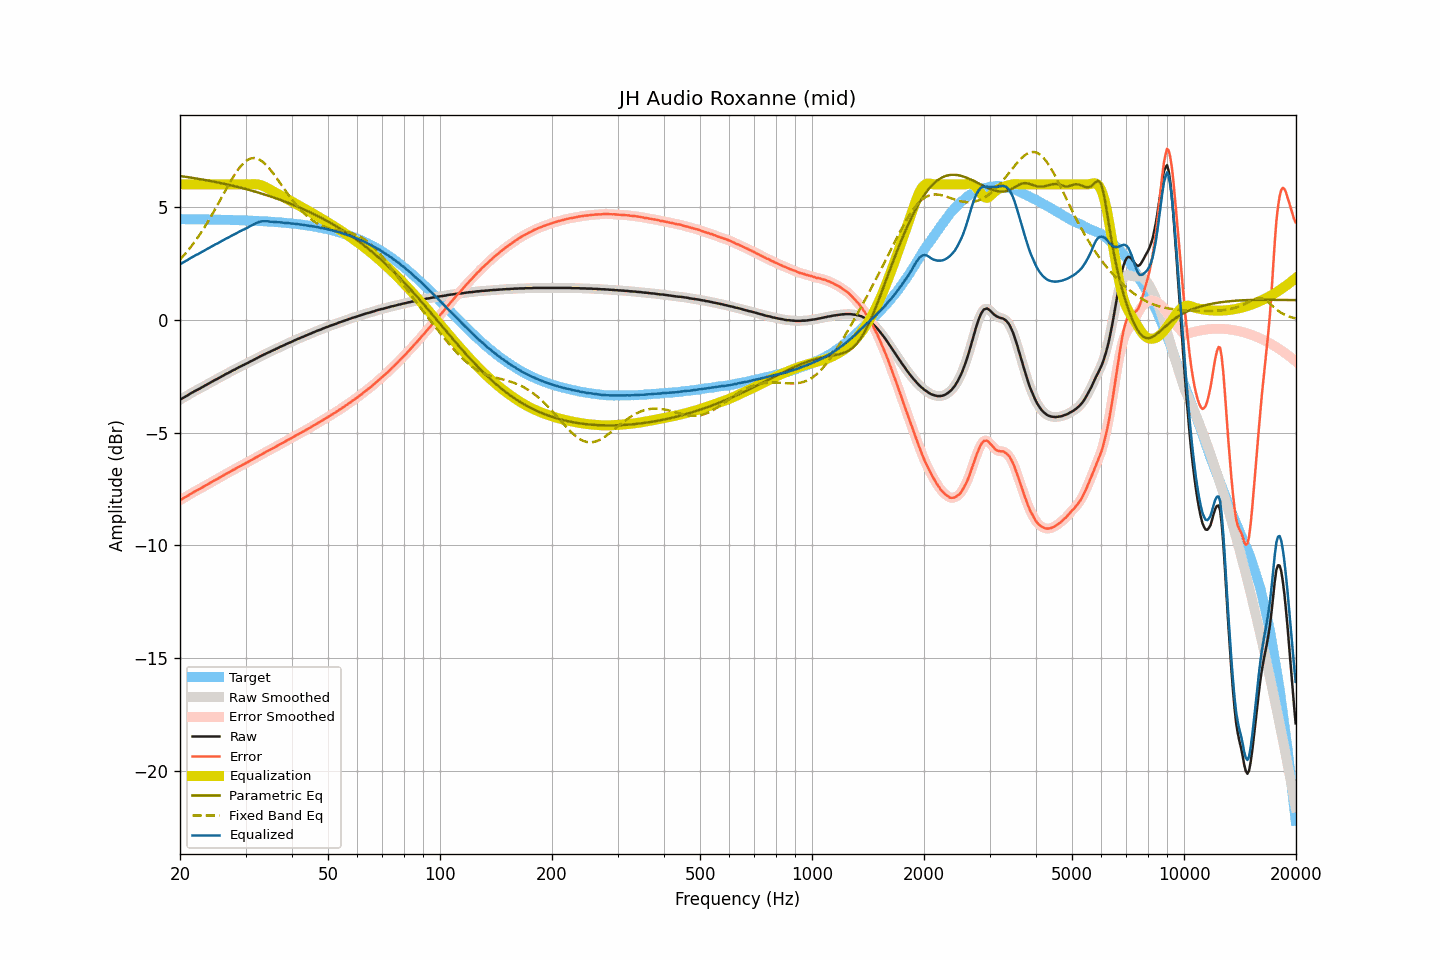 JH Audio Roxanne (mid)
Amplitude (dBr)
5
0
−5
−10
−15
−20
Target
Raw Smoothed
Error Smoothed
Raw
Error
Equalization
Parametric Eq
Fixed Band Eq
Equalized
20 50 100 200 500 1000 2000 5000 10000 20000
Frequency (Hz)